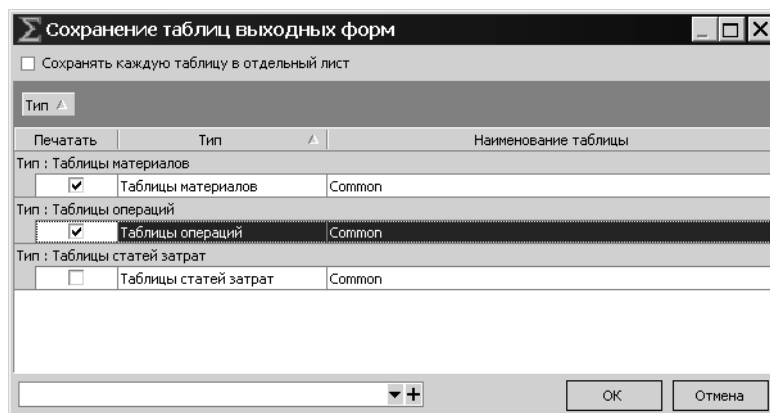 Сохранение таблиц выходных форм
Сохранять каждую таблицу в отдельный лист
Тип
Печатать Тип Наименование таблицы
Тип : Таблицы материалов
Таблицы материалов Common
Тип : Таблицы операций
Таблицы операций Common
Тип : Таблицы статей затрат
Таблицы статей затрат Common
ОК Отмена